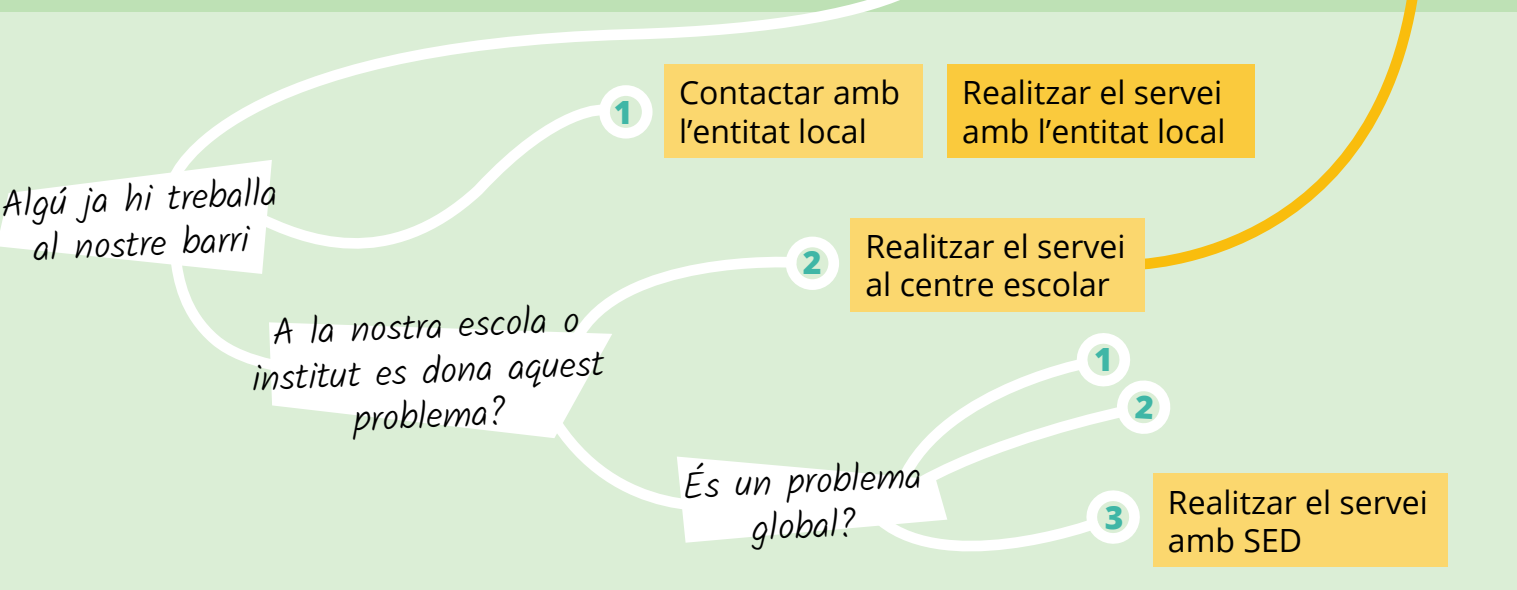 1
Contactar amb
l’entitat local
Realitzar el servei
amb l’entitat local
Algú ja hi treballa
al nostre barri
2
Realitzar el servei
al centre escolar
A la nostra escola o
institut es dona aquest
problema?
1
2
És un problema
global?
3
Realitzar el servei
amb SED